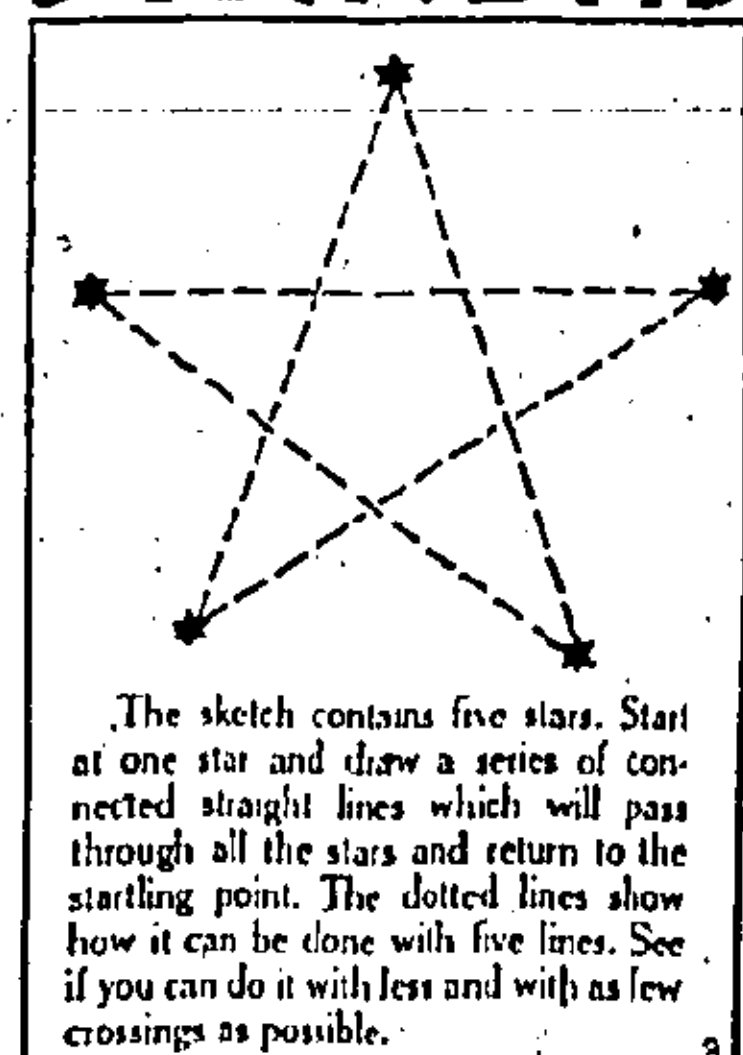 The sketch contains five stars. Start
at one star and draw a series of con-
nected straight lines which will pass
through all the stars and return to the
startling point. The dotted lines show
how it can be done with five lines. See
if you can do it with less and with as few
crossings as possible.